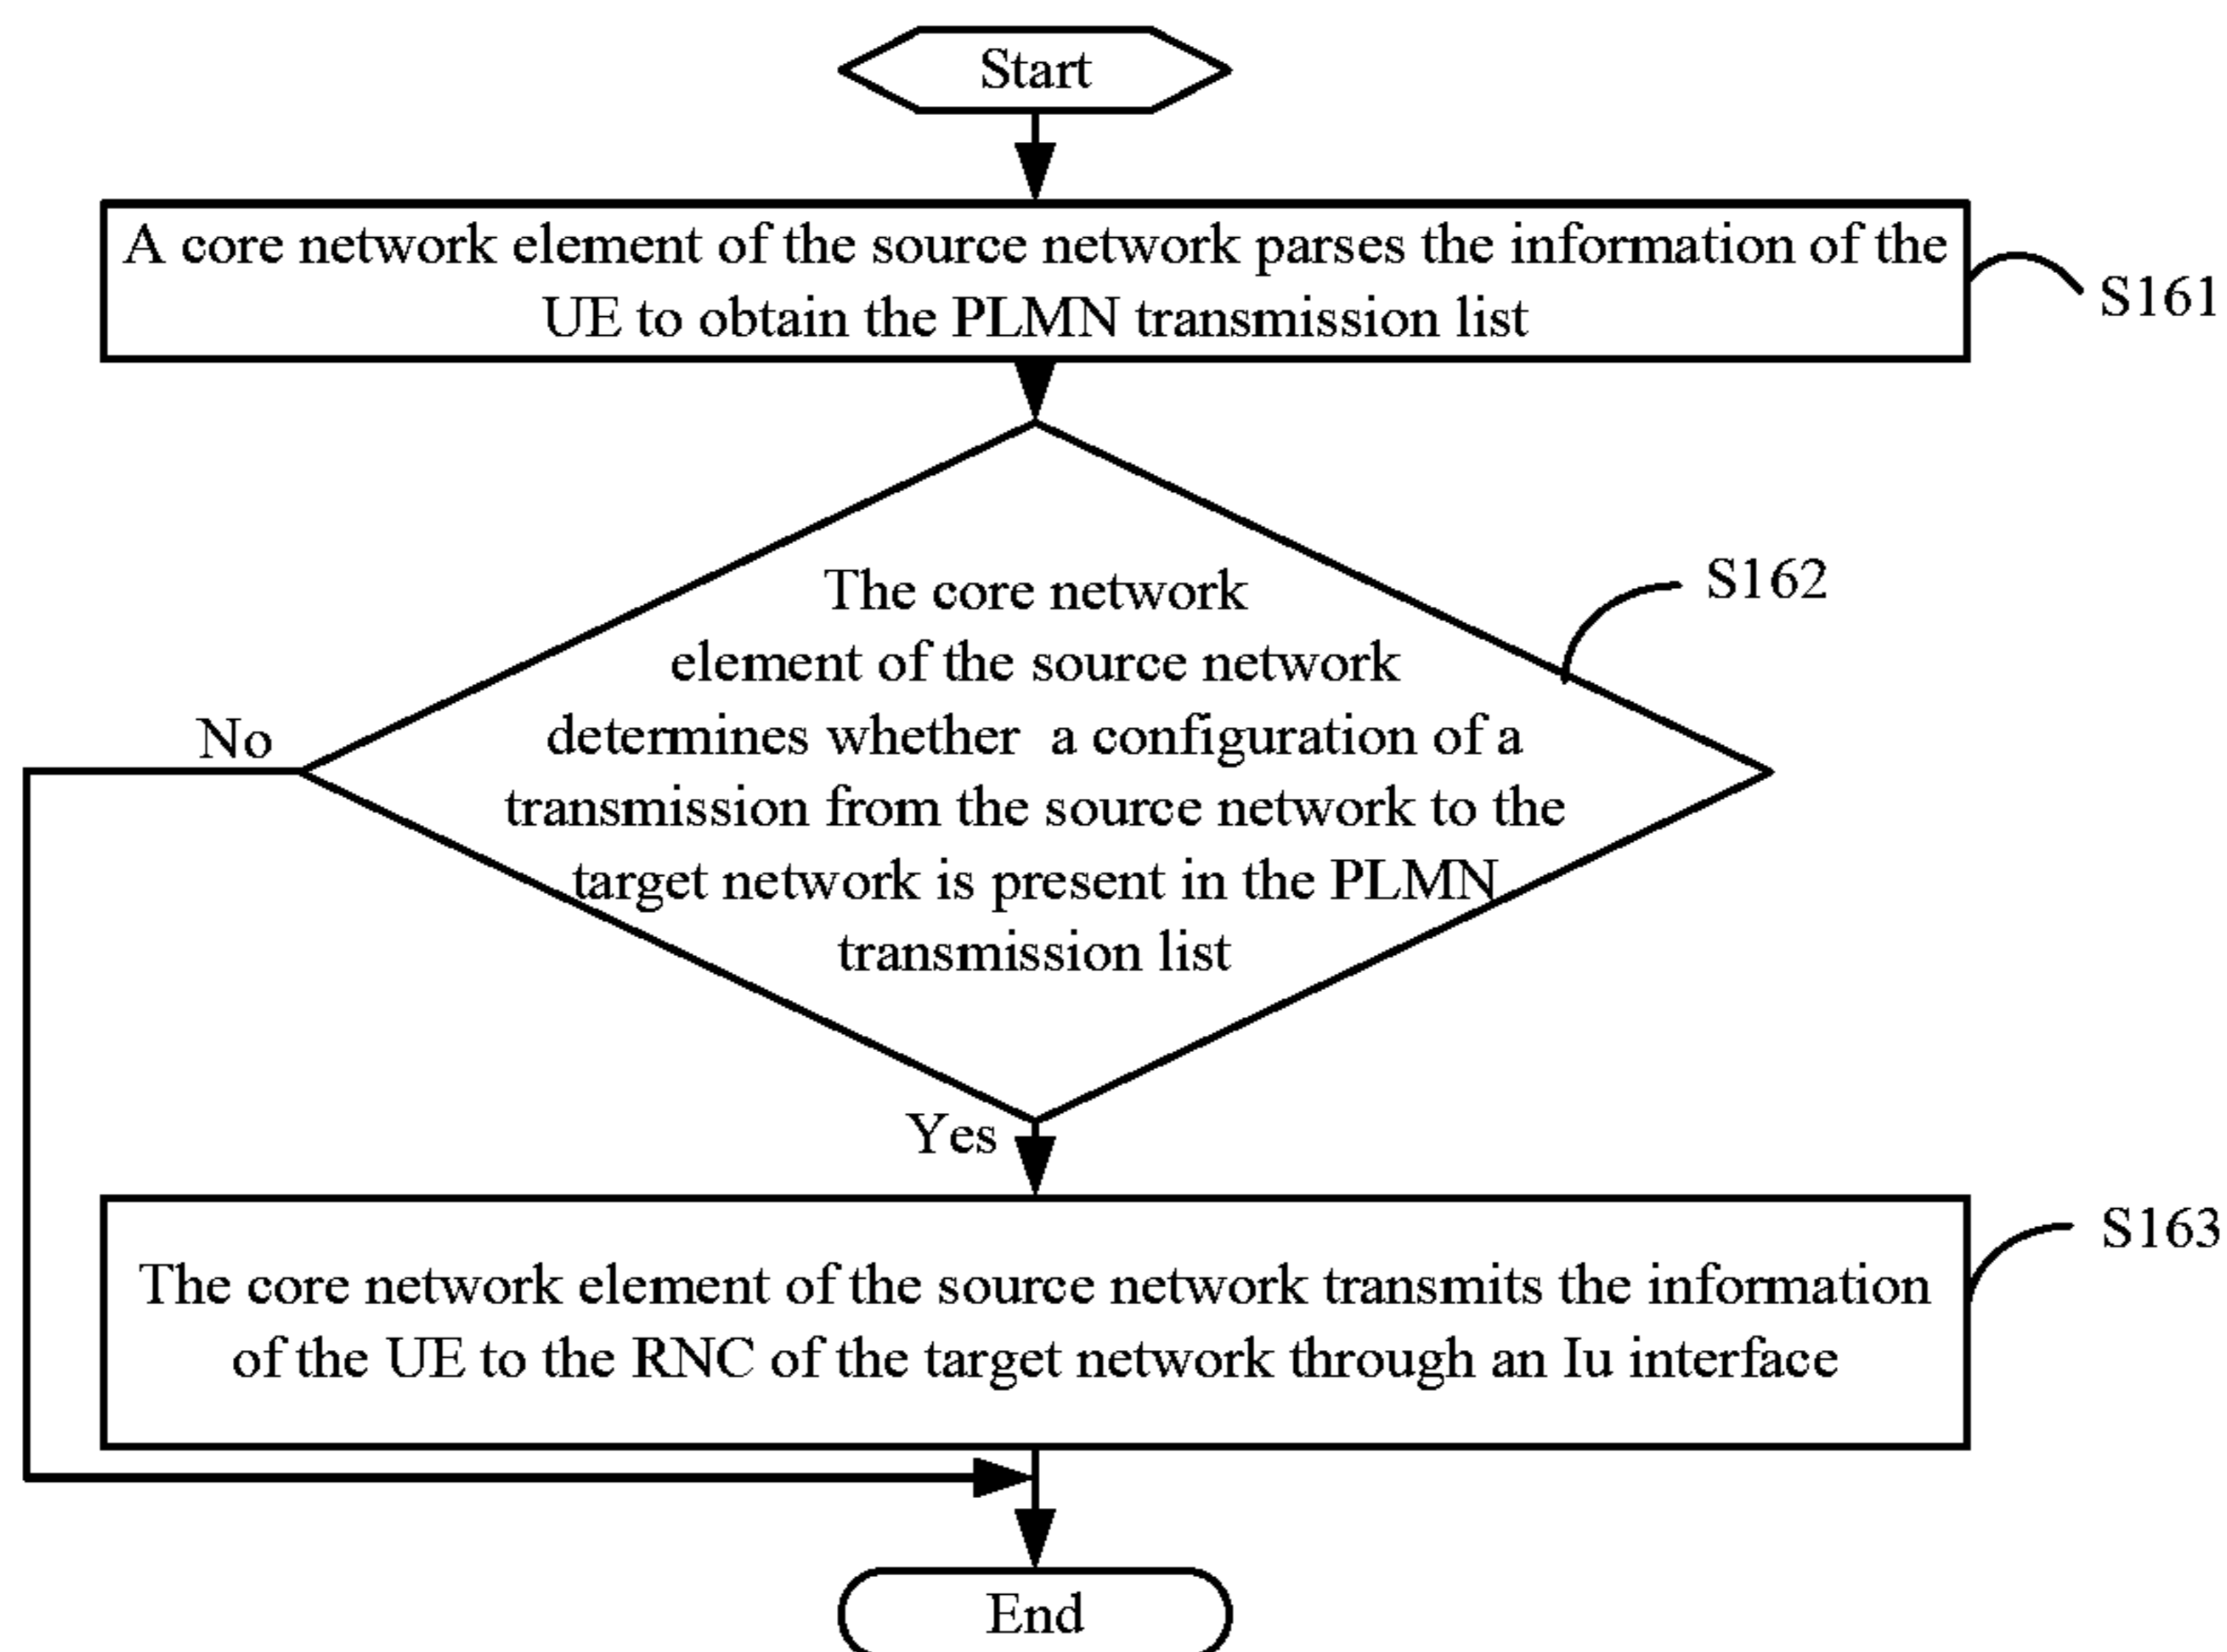 Start
A core network element of the source network parses the information of the
UE to obtain the PLMN transmission list
S161
The core network
element of the source network
determines whether a configuration of a
transmission from the source network to the
target network is present in the PLMN
transmission list
S162
No
Yes
The core network element of the source network transmits the information
of the UE to the RNC of the target network through an Iu interface
S163
End